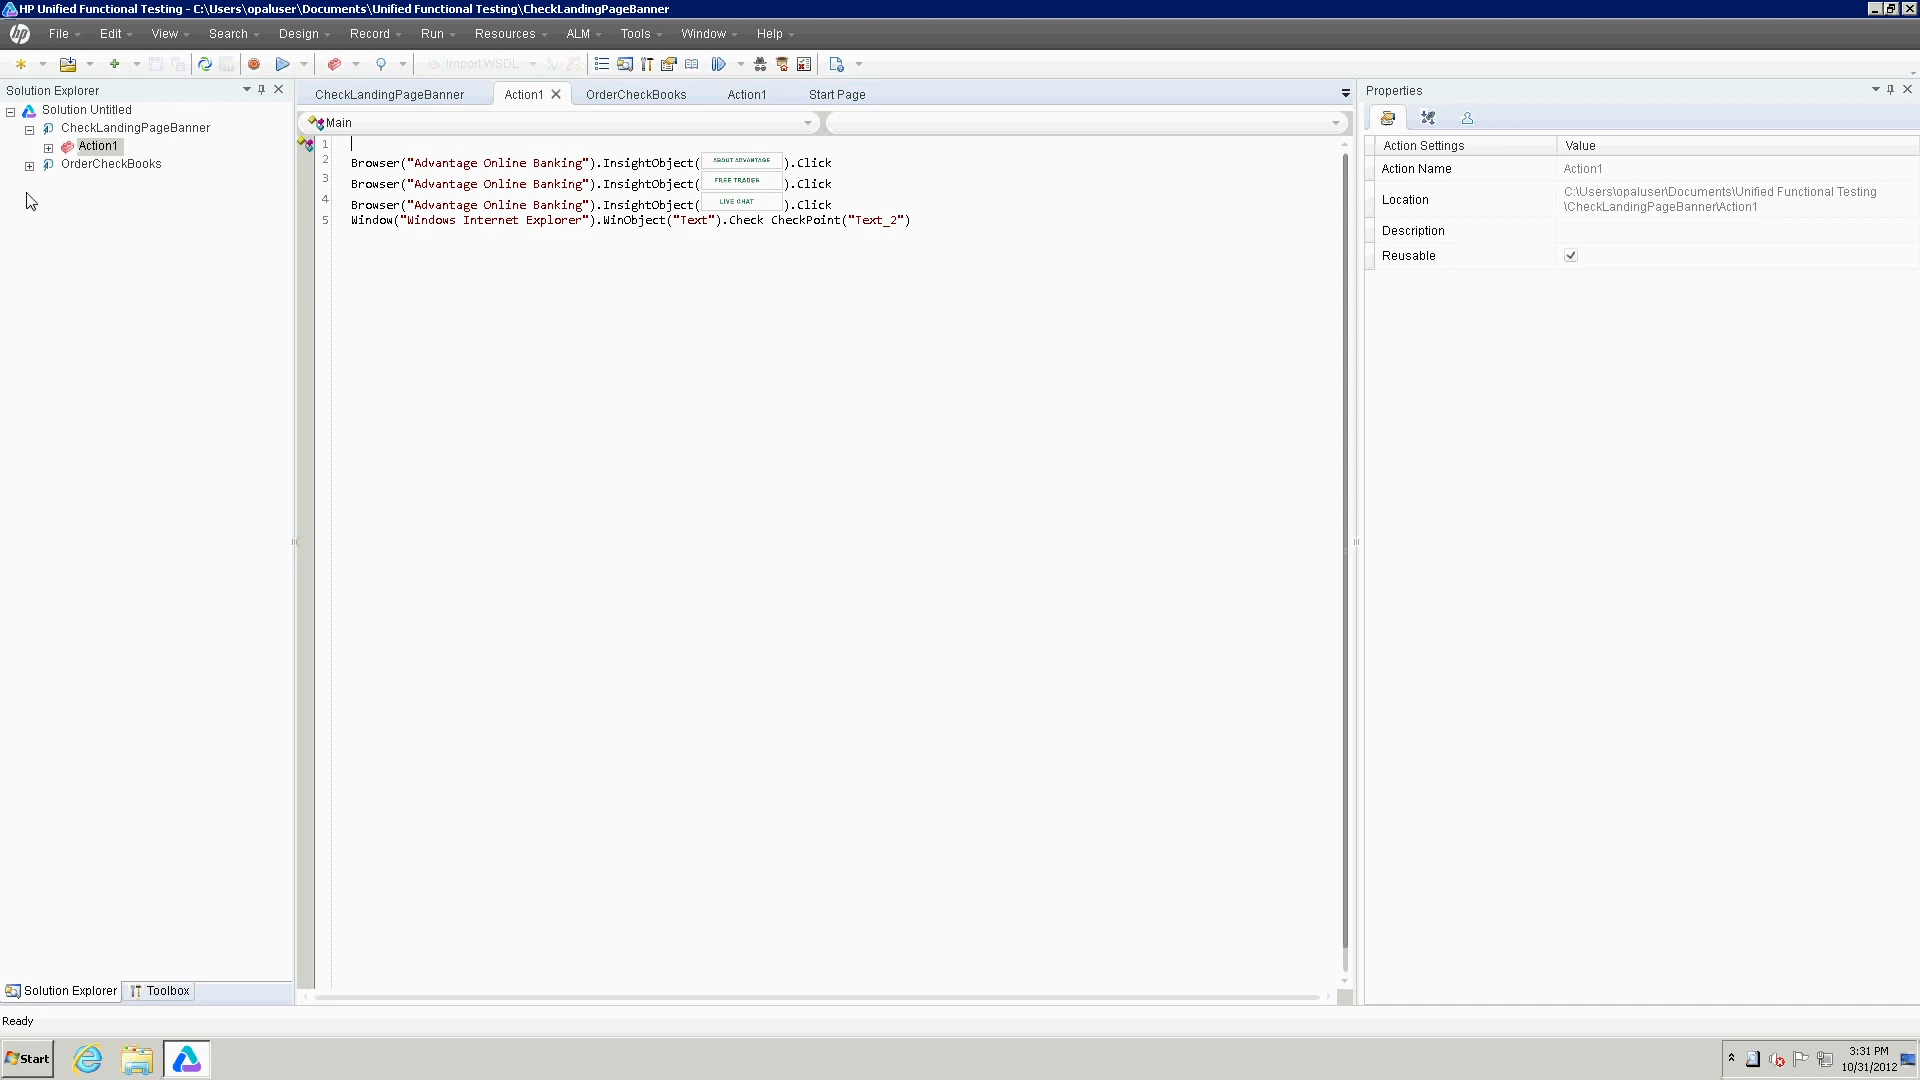 HP Unified Functional Testing - C:\Users\opaluser\Documents\Unified Functional Testing\CheckLandingPageBanner
hp File Edit View Search Design Record Run Resources ALM Tools Window Help
Import WSDL
Solution Explorer
Solution Untitled
CheckLandingPageBanner
Action1
OrderCheckBooks
CheckLandingPageBanner Action1 OrderCheckBooks Action1 Start Page
Main
1
2 Browser("Advantage Online Banking").InsightObject( ABOUT ADVANTAGE ).Click
3 Browser("Advantage Online Banking").InsightObject( FREE TRADES ).Click
4 Browser("Advantage Online Banking").InsightObject( LIVE CHAT ).Click
5 Window("Windows Internet Explorer").WinObject("Text").Check CheckPoint("Text_2")
Properties
Action Settings Value
Action Name Action1
Location C:\Users\opaluser\Documents\Unified Functional Testing
\CheckLandingPageBanner\Action1
Description
Reusable
Solution Explorer Toolbox
Ready
Start
3:31 PM
10/31/2012